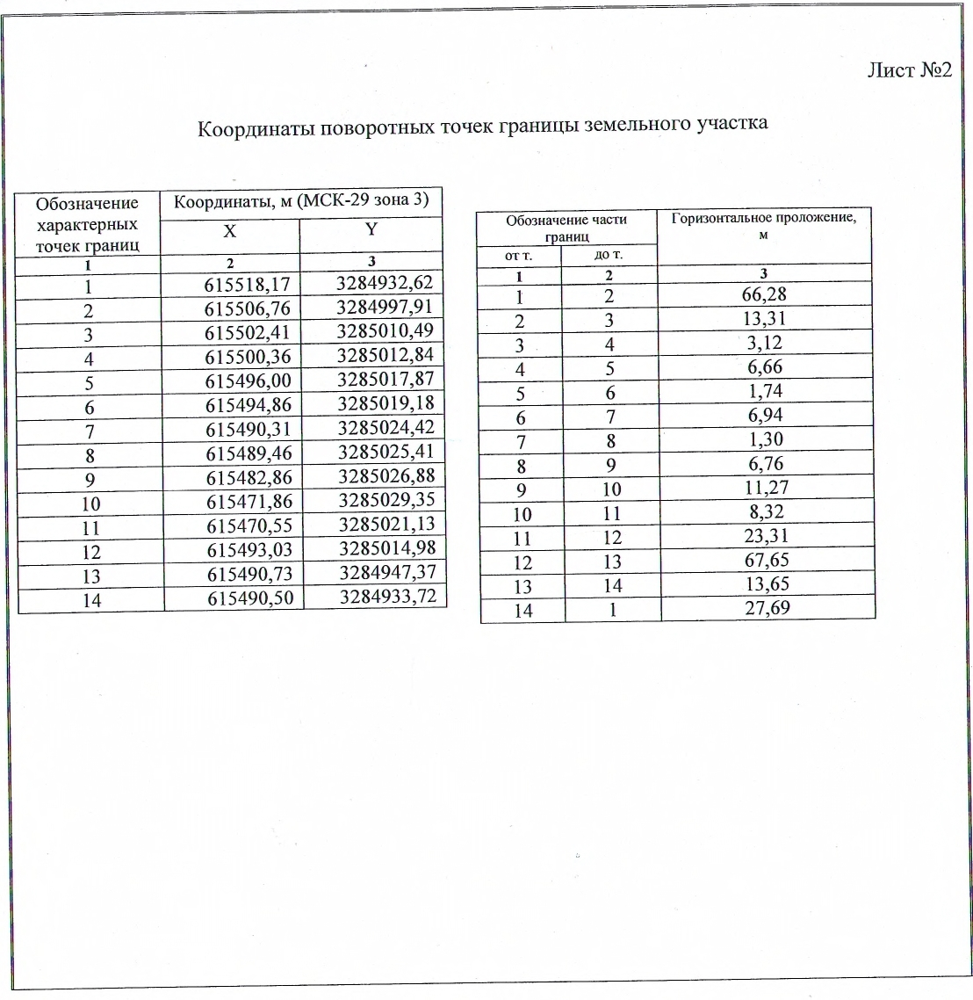 Лист №2
Координаты поворотных точек границы земельного участка
Обозначение характерных точек границ Координаты, м (МСК-29 зона 3)
X Y
1 2 3
1 615518,17 3284932,62
2 615506,76 3284997,91
3 615502,41 3285010,49
4 615500,36 3285012,84
5 615496,00 3285017,87
6 615494,86 3285019,18
7 615490,31 3285024,42
8 615489,46 3285025,41
9 615482,86 3285026,88
10 615471,86 3285029,35
11 615470,55 3285021,13
12 615493,03 3285014,98
13 615490,73 3284947,37
14 615490,50 3284933,72
Обозначение части границ Горизонтальное проложение, м
от т. до т.
1 2 3
1 2 66,28
2 3 13,31
3 4 3,12
4 5 6,66
5 6 1,74
6 7 6,94
7 8 1,30
8 9 6,76
9 10 11,27
10 11 8,32
11 12 23,31
12 13 67,65
13 14 13,65
14 1 27,69